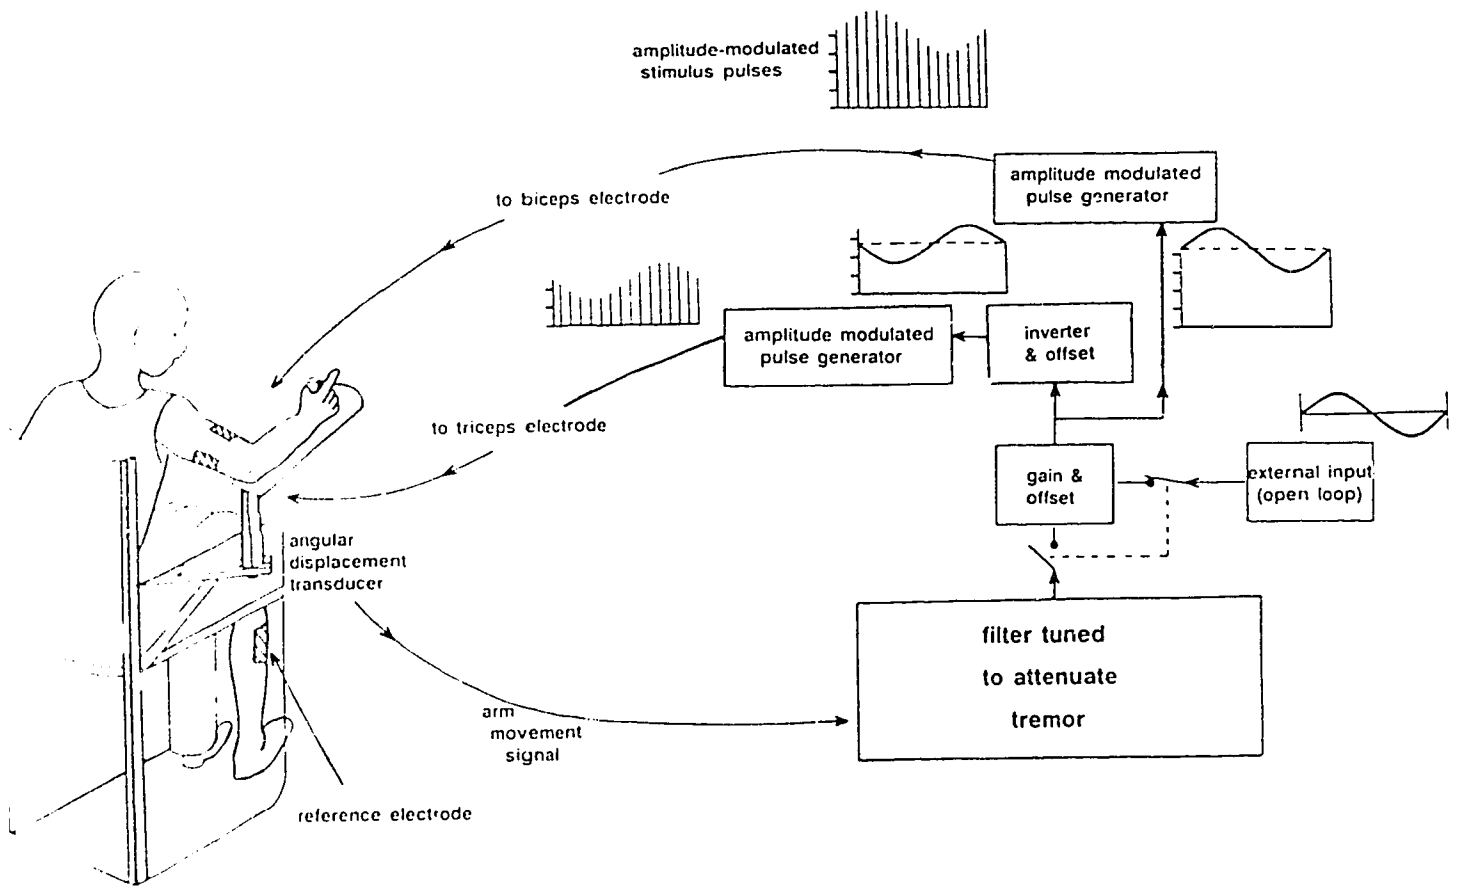 amplitude-modulated
stimulus pulses
amplitude modulated
pulse generator
to biceps electrode
amplitude modulated
pulse generator
inverter
& offset
to triceps electrode
gain &
offset
external input
(open loop)
angular
displacement
transducer
filter tuned
to attenuate
tremor
arm
movement
signal
reference electrode